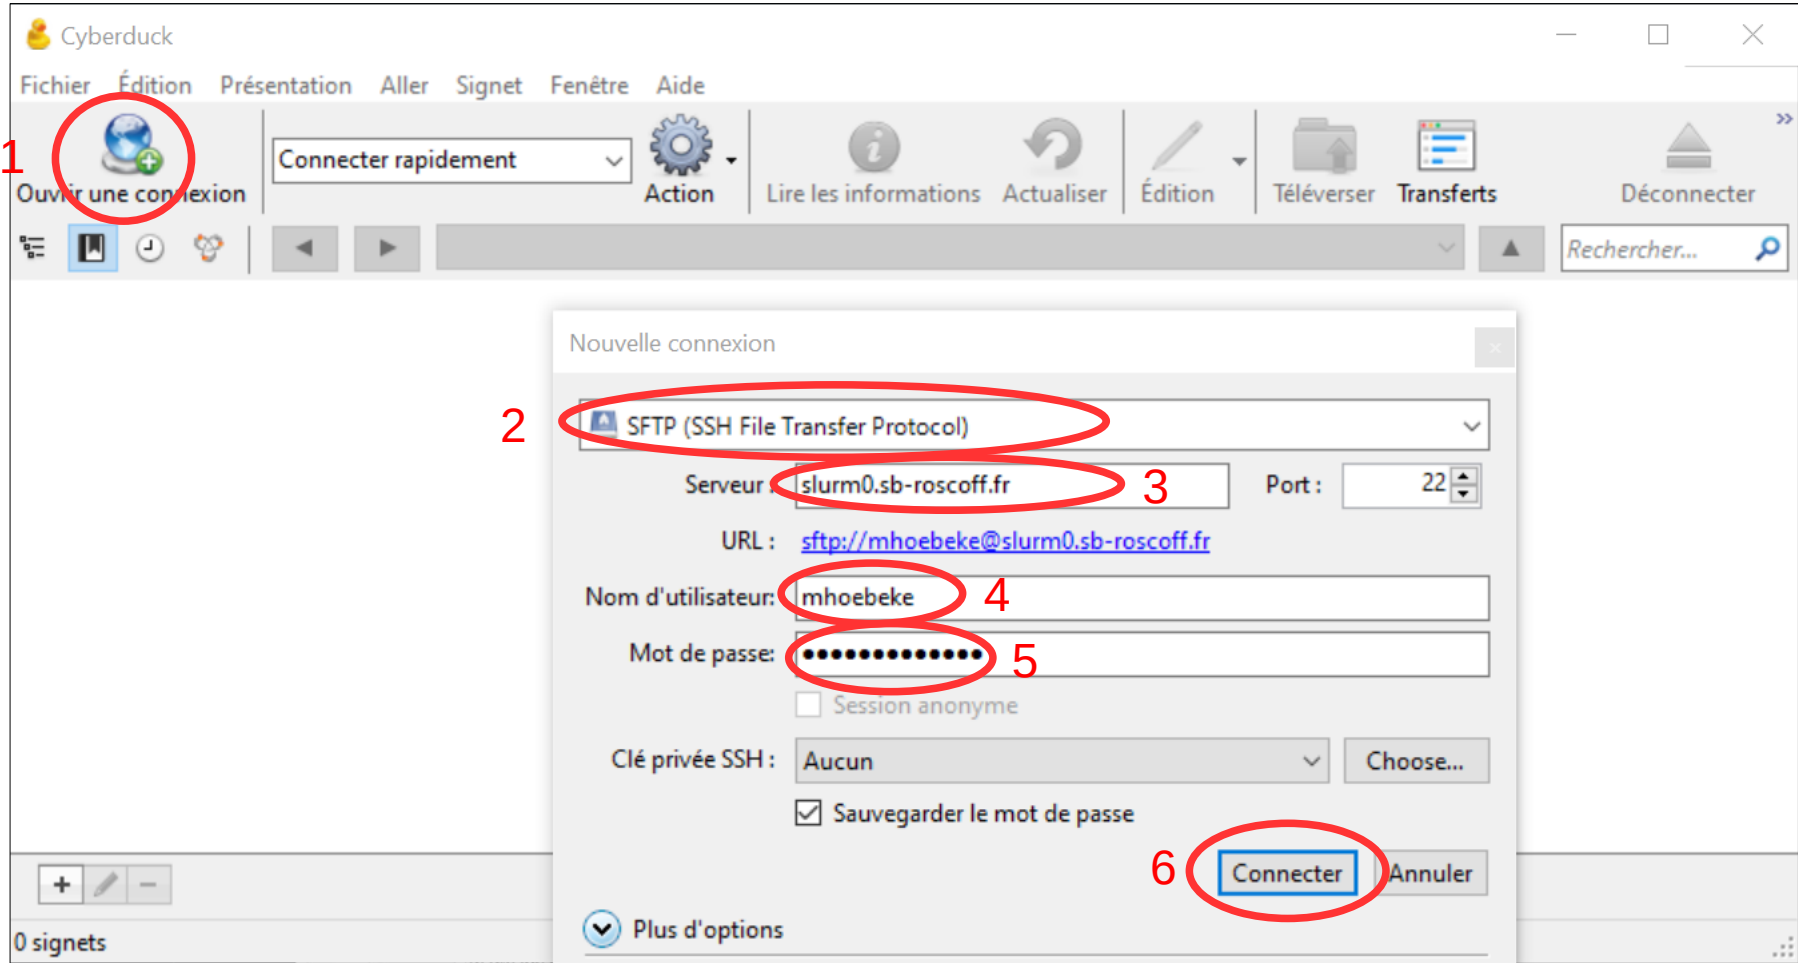 Cyberduck
Fichier Édition Présentation Aller Signet Fenêtre Aide
1
Connecter rapidement
Ouvrir une connexion Action Lire les informations Actualiser Édition Téléverser Transferts Déconnecter
Rechercher...
Nouvelle connexion
2 SFTP (SSH File Transfer Protocol)
Serveur : slurm0.sb-roscoff.fr 3 Port : 22
URL : sftp://mhoebeke@slurm0.sb-roscoff.fr
Nom d'utilisateur: mhoebeke 4
Mot de passe: ●●●●●●●●●●●●● 5
Session anonyme
Clé privée SSH : Aucun Choose...
Sauvegarder le mot de passe
6 Connecter Annuler
Plus d'options
0 signets